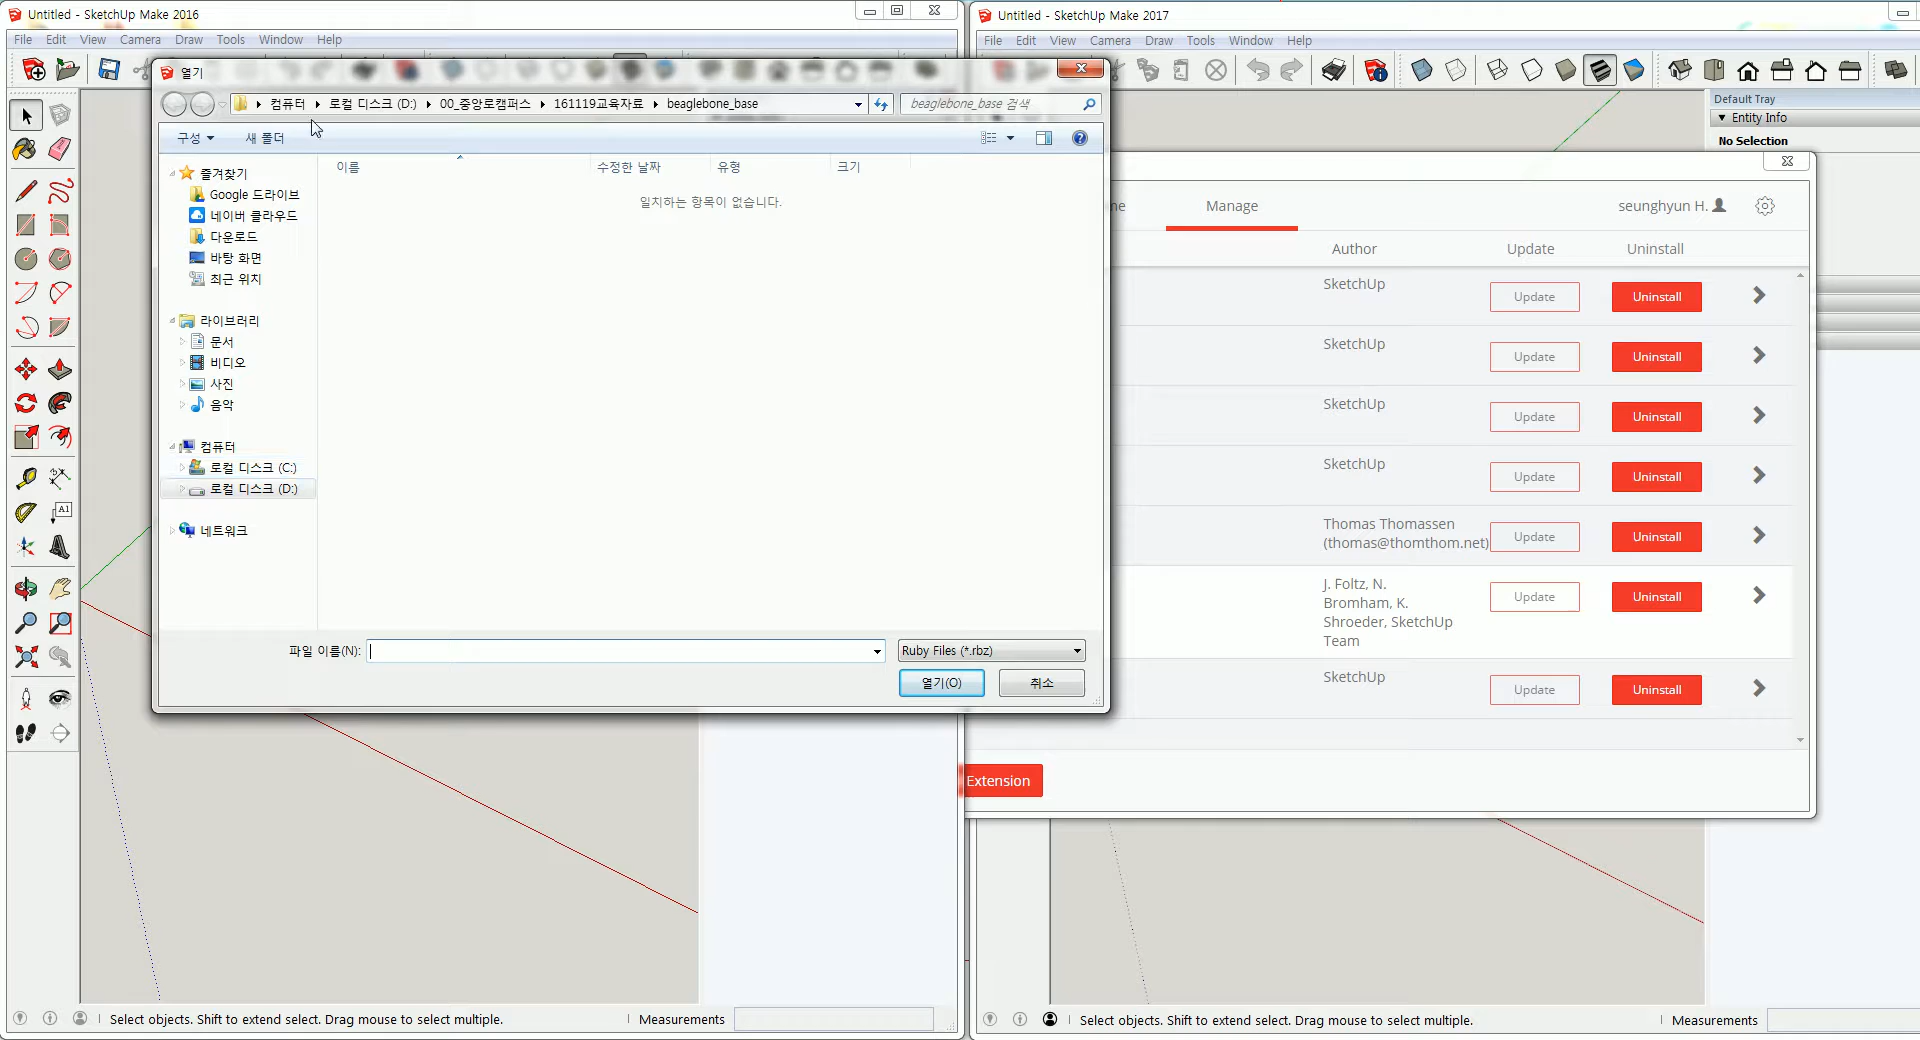 Untitled - SketchUp Make 2016
File Edit View Camera Draw Tools Window Help
열기
컴퓨터 로컬 디스크 (D:) 00_중앙로캠퍼스 161119교육자료 beaglebone_base
beaglebone_base 검색
구성 새 폴더
이름 수정한 날짜 유형 크기
일치하는 항목이 없습니다.
즐겨찾기
Google 드라이브
네이버 클라우드
다운로드
바탕 화면
최근 위치
라이브러리
문서
비디오
사진
음악
컴퓨터
로컬 디스크 (C:)
로컬 디스크 (D:)
네트워크
파일 이름(N):
Ruby Files (*.rbz)
열기(O) 취소
A1
Select objects. Shift to extend select. Drag mouse to select multiple.
Measurements
Untitled - SketchUp Make 2017
File Edit View Camera Draw Tools Window Help
Default Tray
Entity Info
No Selection
me Manage seunghyun H.
Author Update Uninstall
SketchUp Update Uninstall
SketchUp Update Uninstall
SketchUp Update Uninstall
SketchUp Update Uninstall
Thomas Thomassen
(thomas@thomthom.net) Update Uninstall
J. Foltz, N.
Bromham, K.
Shroeder, SketchUp
Team
Update Uninstall
SketchUp Update Uninstall
Extension
Select objects. Shift to extend select. Drag mouse to select multiple.
Measurements